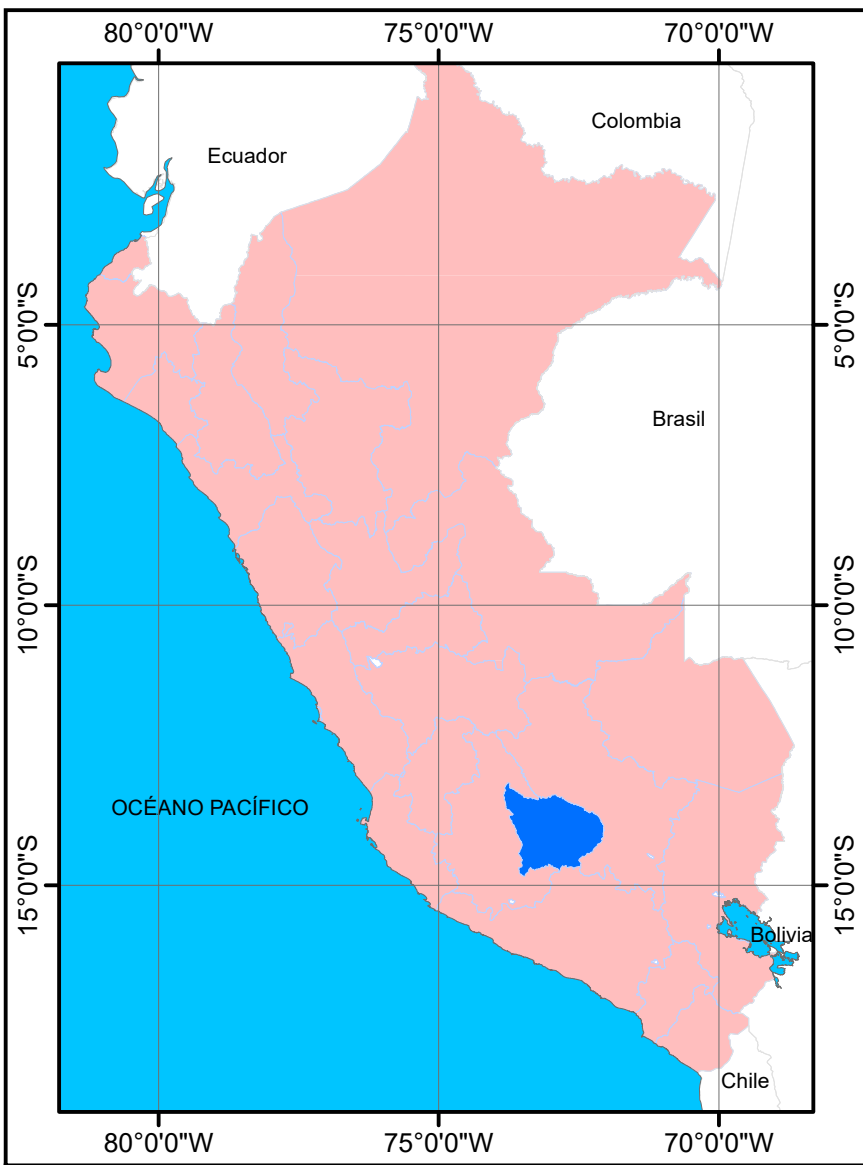 80°0'0"W 75°0'0"W 70°0'0"W
Colombia
Ecuador
5°0'0"S 5°0'0"S
Brasil
10°0'0"S 10°0'0"S
OCÉANO PACÍFICO
15°0'0"S 15°0'0"S
Bolivia
Chile
80°0'0"W 75°0'0"W 70°0'0"W